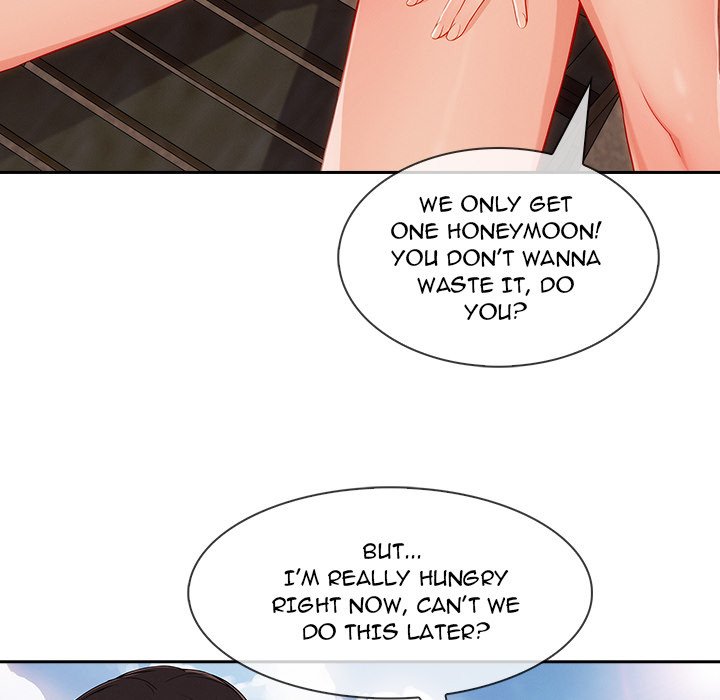 WE ONLY GET
ONE HONEYMOON!
YOU DON'T WANNA
WASTE IT, DO
YOU?
BUT...
I'M REALLY HUNGRY
RIGHT NOW, CAN'T WE
DO THIS LATER?